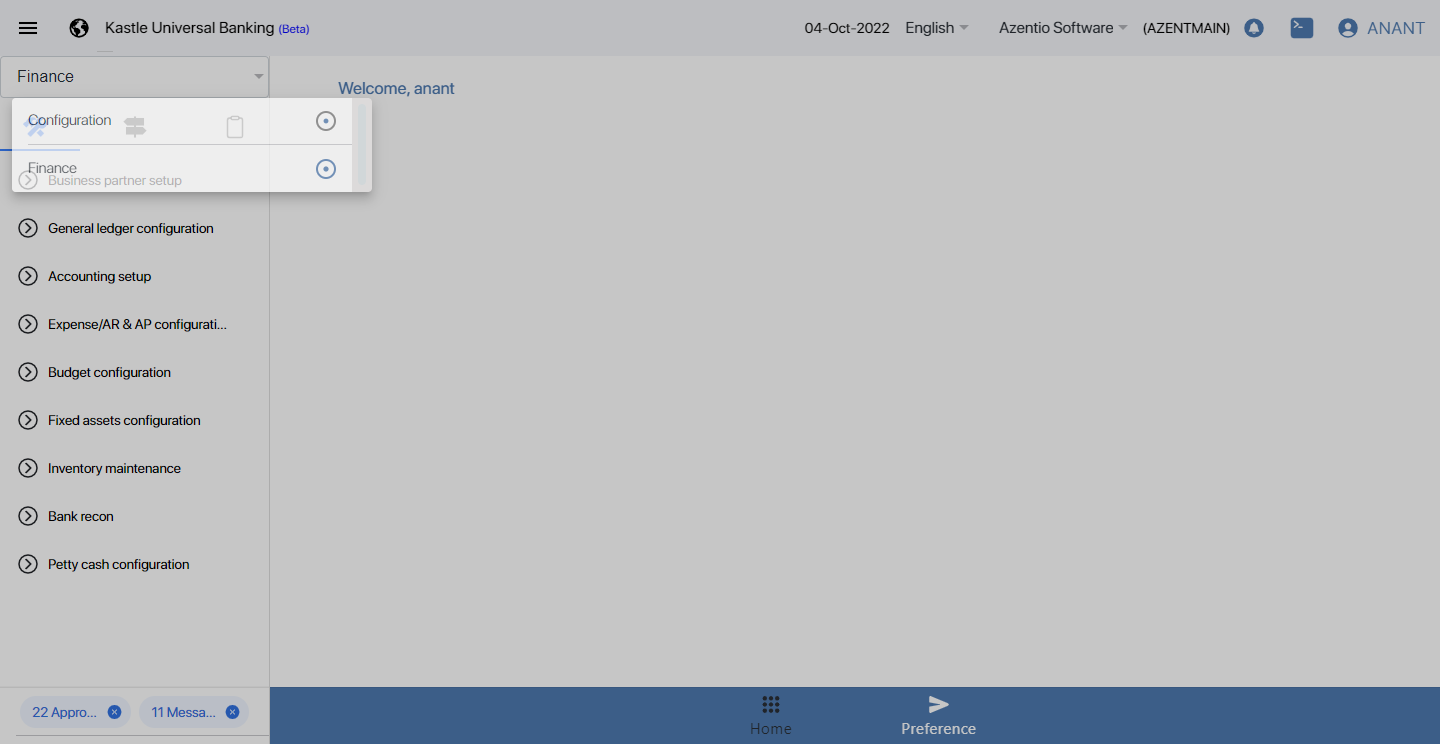 Kastle Universal Banking (Beta)
04-Oct-2022
English
Azentio Software
(AZENTMAIN)
ANANT
Finance
Welcome, anant
Configuration
Finance
Business partner setup
General ledger configuration
Accounting setup
Expense/AR & AP configurati...
Budget configuration
Fixed assets configuration
Inventory maintenance
Bank recon
Petty cash configuration
22 Appro...
11 Messa...
Home
Preference